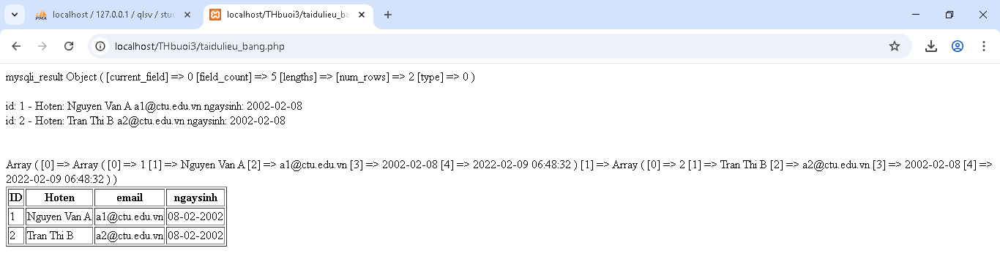 localhost / 127.0.0.1 / qlsv / stud
localhost/THbuoi3/taidulieu_ba
localhost/THbuoi3/taidulieu_bang.php
mysqli_result Object ( [current_field] => 0 [field_count] => 5 [lengths] => [num_rows] => 2 [type] => 0 )
id: 1 - Hoten: Nguyen Van A a1@ctu.edu.vn ngaysinh: 2002-02-08
id: 2 - Hoten: Tran Thi B a2@ctu.edu.vn ngaysinh: 2002-02-08
Array ( [0] => Array ( [0] => 1 [1] => Nguyen Van A [2] => a1@ctu.edu.vn [3] => 2002-02-08 [4] => 2022-02-09 06:48:32 ) [1] => Array ( [0] => 2 [1] => Tran Thi B [2] => a2@ctu.edu.vn [3] => 2002-02-08 [4] =>
2022-02-09 06:48:32 ) )
ID Hoten email ngaysinh
1 Nguyen Van A a1@ctu.edu.vn 08-02-2002
2 Tran Thi B a2@ctu.edu.vn 08-02-2002